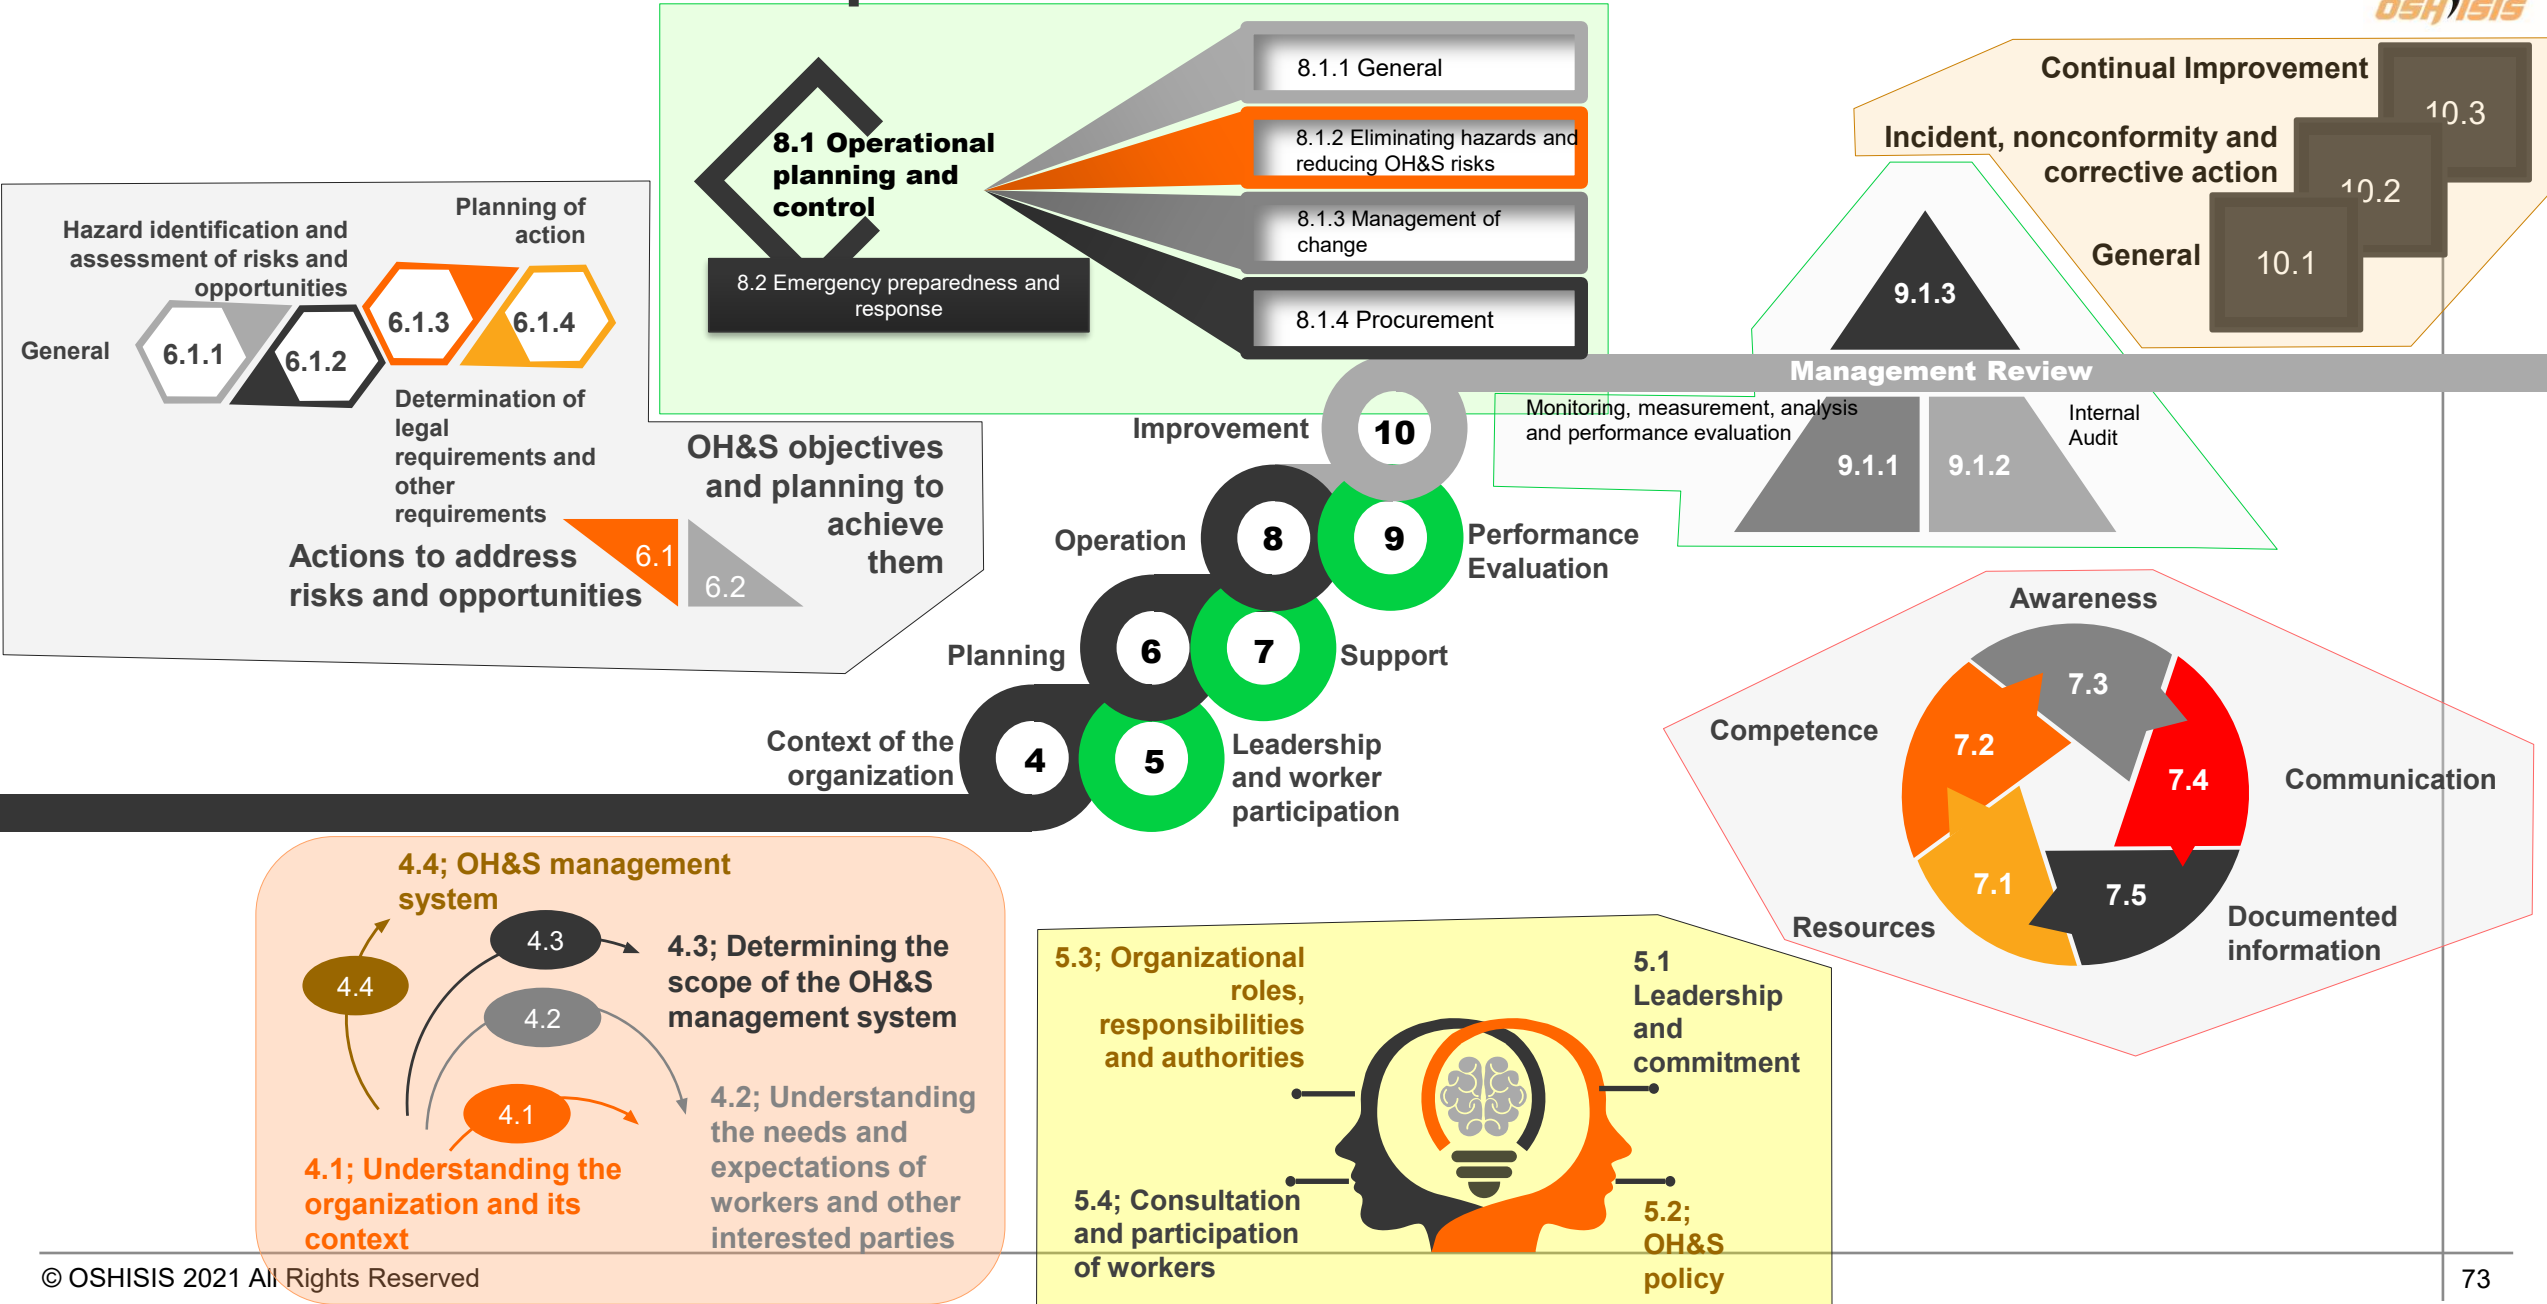 OSHISIS
8.1 Operational
planning and
control
8.2 Emergency preparedness and
response
8.1.1 General
8.1.2 Eliminating hazards and
reducing OH&S risks
8.1.3 Management of
change
8.1.4 Procurement
Continual Improvement
10.3
Incident, nonconformity and
corrective action
10.2
General
10.1
Hazard identification and
assessment of risks and
opportunities
Planning of
action
General
6.1.1
6.1.2
6.1.3
6.1.4
Determination of
legal
requirements and
other
requirements
OH&S objectives
and planning to
achieve
them
Actions to address
risks and opportunities
6.1
6.2
9.1.3
Management Review
Monitoring, measurement, analysis
and performance evaluation
Internal
Audit
9.1.1
9.1.2
Improvement
10
Operation
8
9
Performance
Evaluation
Planning
6
7
Support
Context of the
organization
4
5
Leadership
and worker
participation
Awareness
7.3
Competence
7.2
7.4
Communication
7.1
7.5
Resources
Documented
information
4.4; OH&S management
system
4.3
4.4
4.3; Determining the
scope of the OH&S
management system
4.2
4.1
4.2; Understanding
the needs and
expectations of
workers and other
interested parties
4.1; Understanding the
organization and its
context
5.3; Organizational
roles,
responsibilities
and authorities
5.1
Leadership
and
commitment
5.4; Consultation
and participation
of workers
5.2;
OH&S
policy
© OSHISIS 2021 All Rights Reserved
73